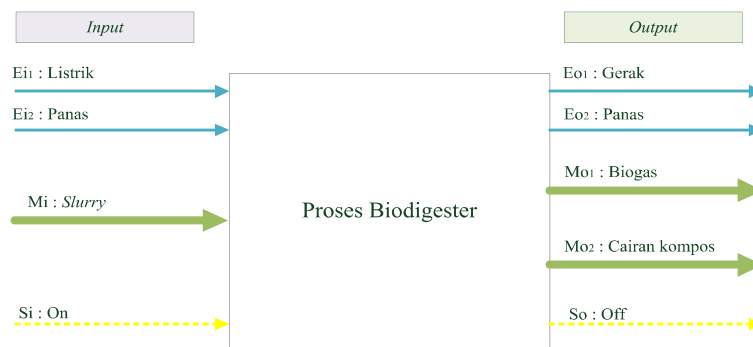 Input
Output
Ei1 : Listrik
Eo1 : Gerak
Ei2 : Panas
Eo2 : Panas
Mo1 : Biogas
Mi : Slurry
Proses Biodigester
Mo2 : Cairan kompos
Si : On
So : Off